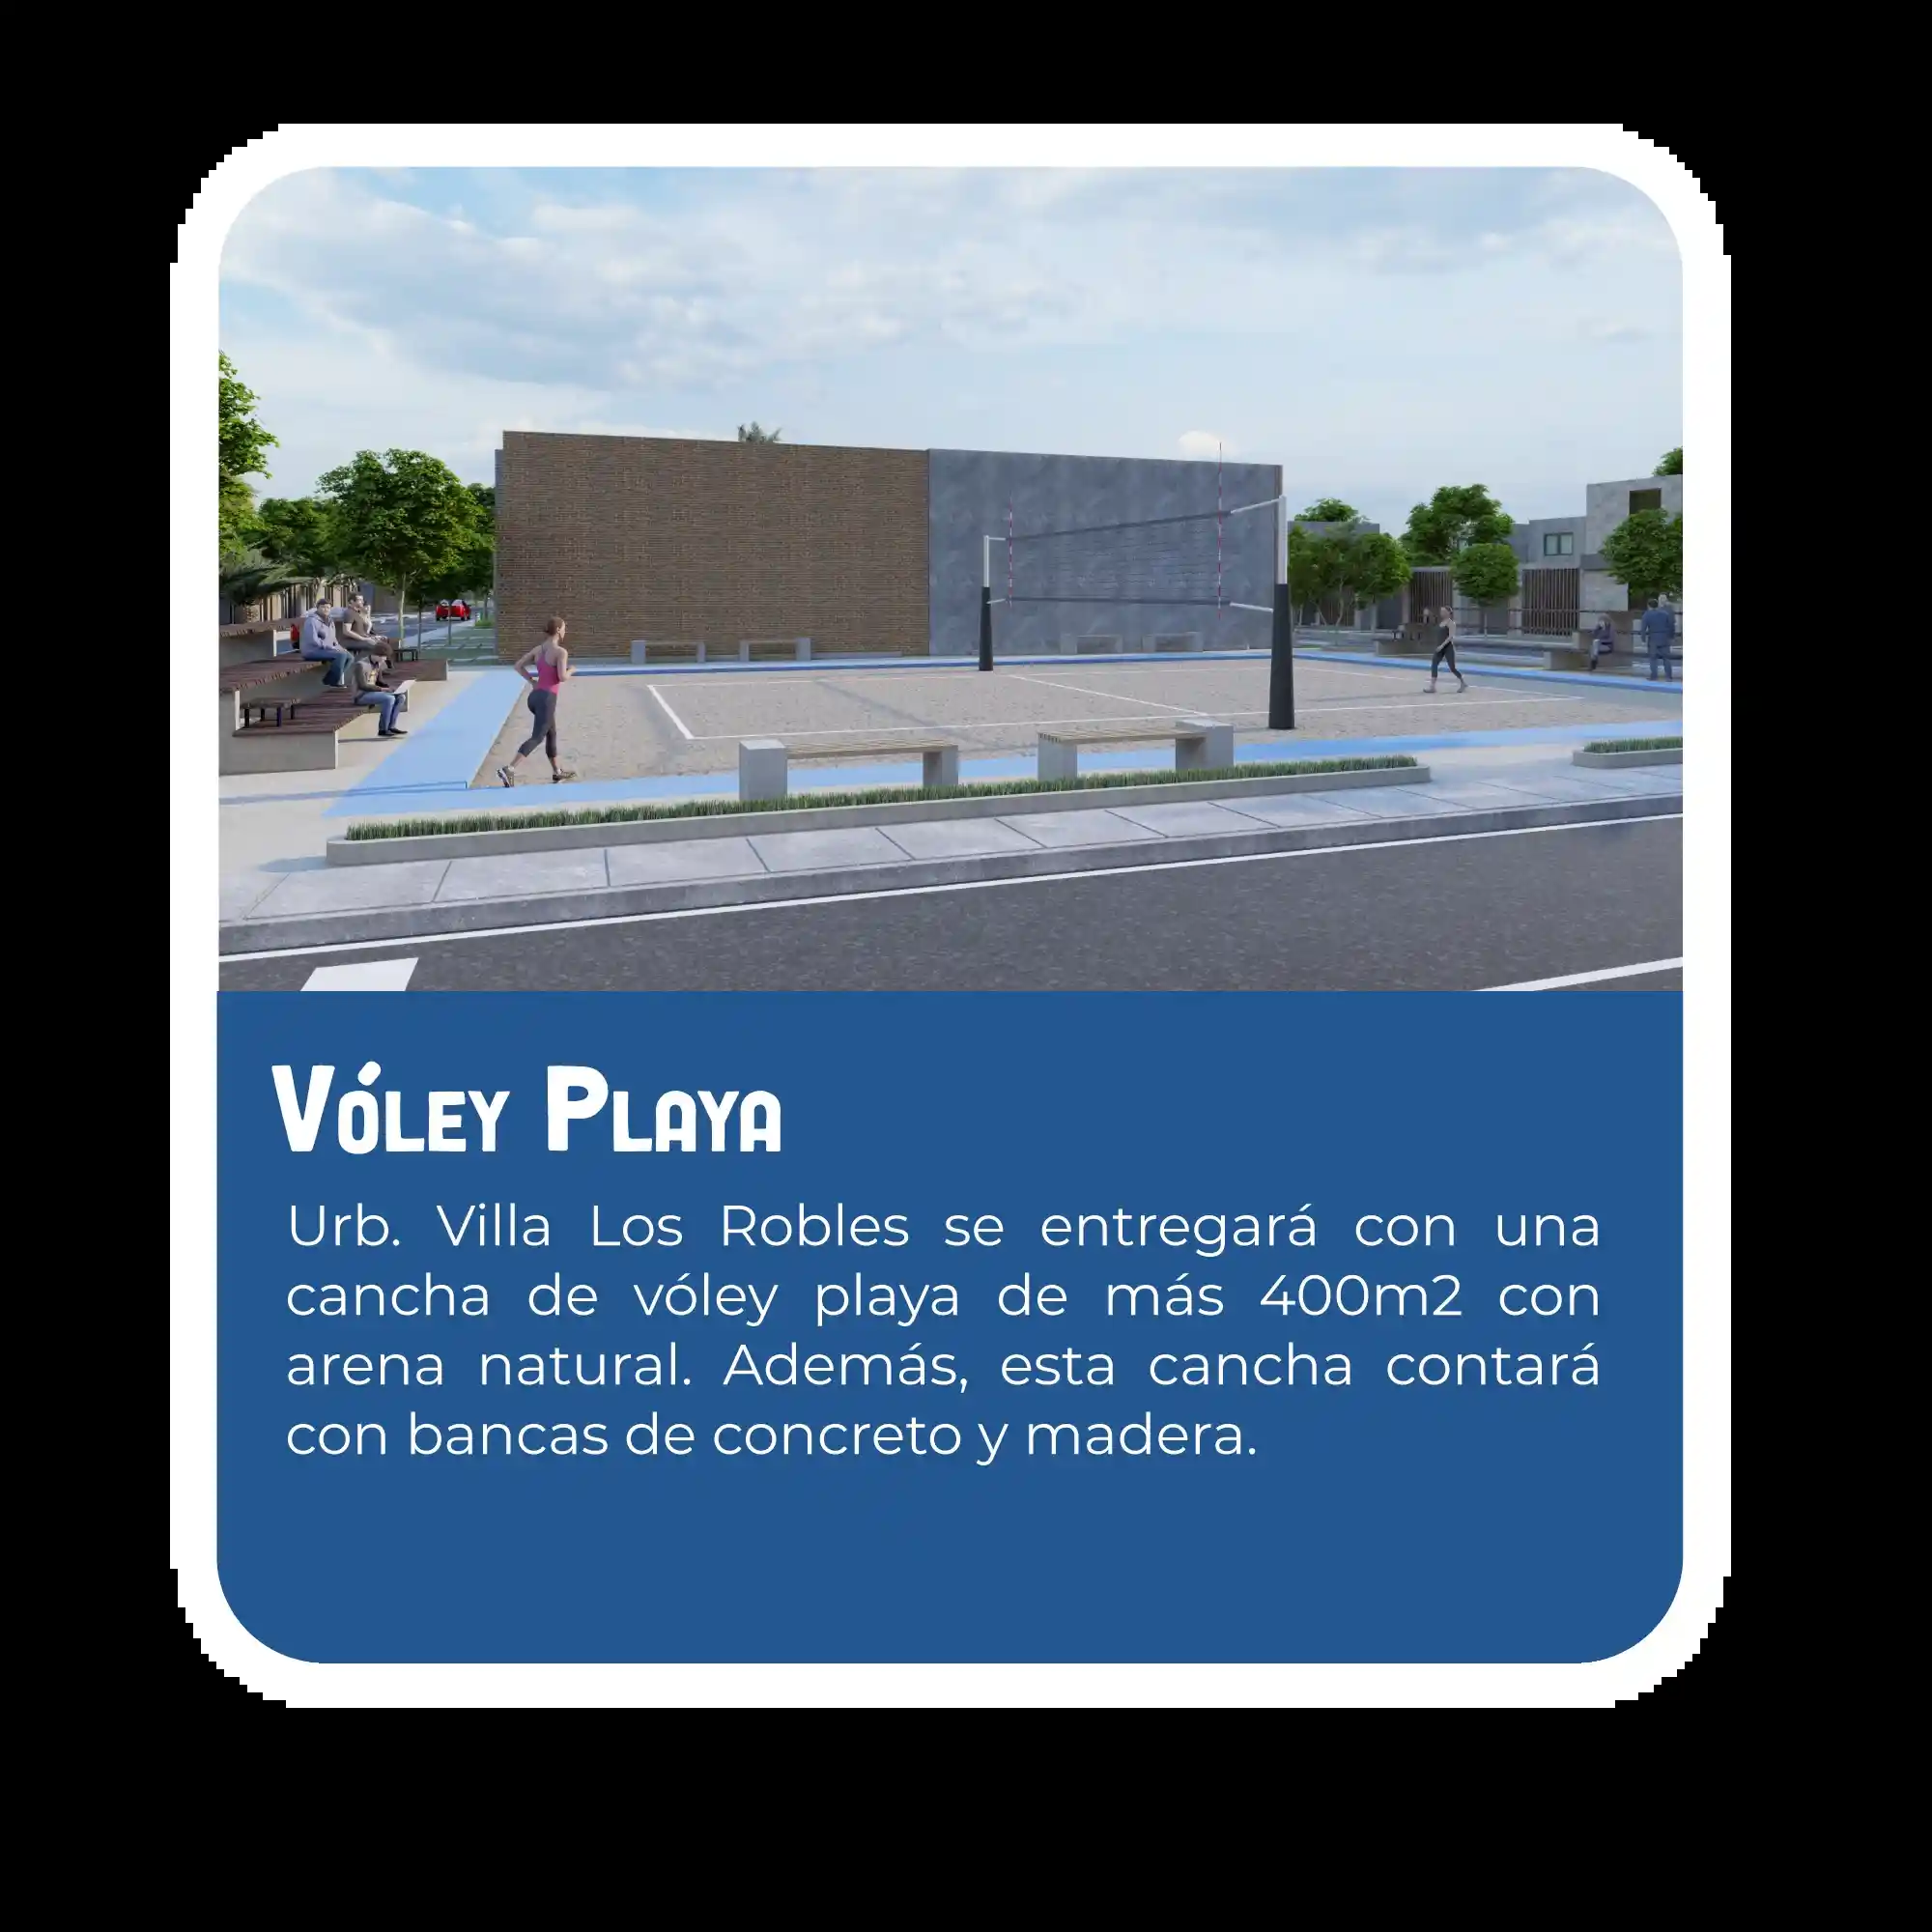 Vóley Playa
Urb. Villa Los Robles se entregará con una
cancha de vóley playa de más 400m2 con
arena natural. Además, esta cancha contará
con bancas de concreto y madera.